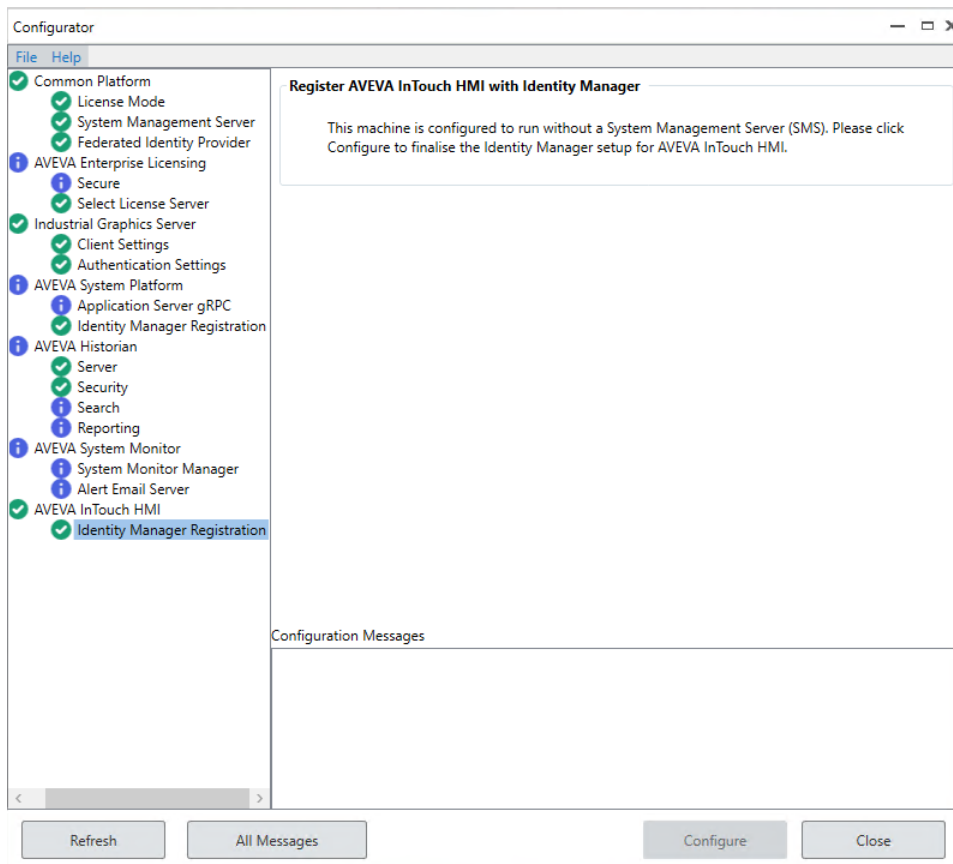 Configurator
File Help
Common Platform
License Mode
System Management Server
Federated Identity Provider
AVEVA Enterprise Licensing
Secure
Select License Server
Industrial Graphics Server
Client Settings
Authentication Settings
AVEVA System Platform
Application Server gRPC
Identity Manager Registration
AVEVA Historian
Server
Security
Search
Reporting
AVEVA System Monitor
System Monitor Manager
Alert Email Server
AVEVA InTouch HMI
Identity Manager Registration
Register AVEVA InTouch HMI with Identity Manager
This machine is configured to run without a System Management Server (SMS). Please click
Configure to finalise the Identity Manager setup for AVEVA InTouch HMI.
Configuration Messages
Refresh
All Messages
Configure
Close